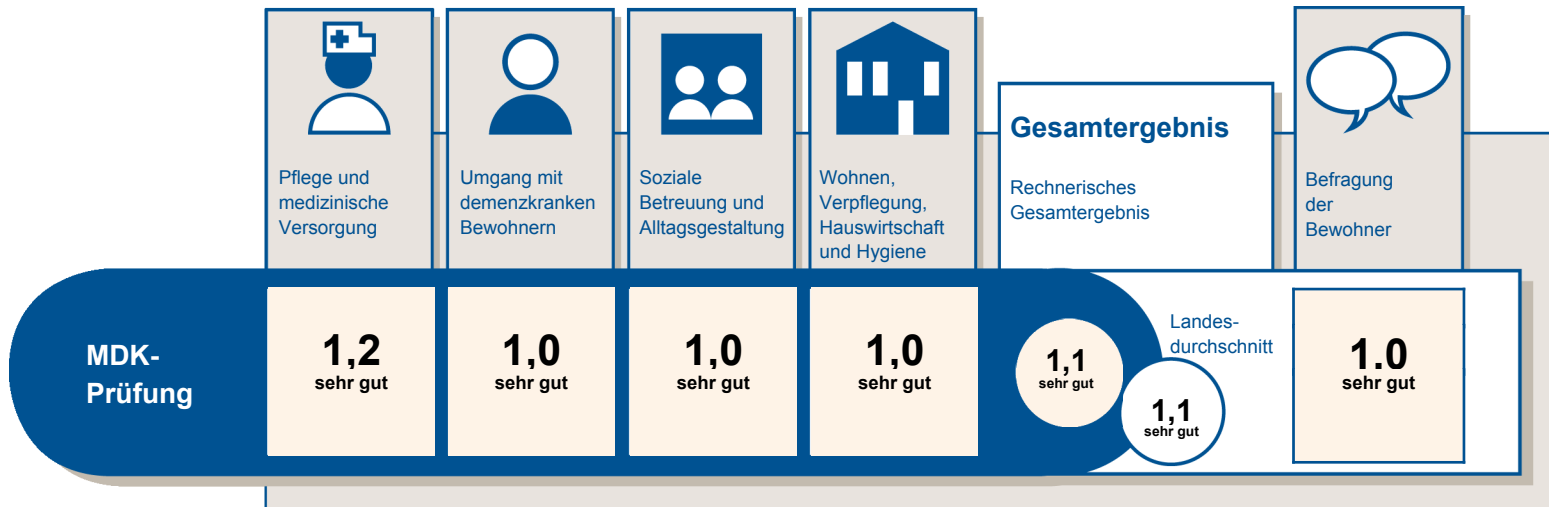 Pflege und
medizinische
Versorgung
Umgang mit
demenzkranken
Bewohnern
Soziale
Betreuung und
Alltagsgestaltung
Wohnen,
Verpflegung,
Hauswirtschaft
und Hygiene
Gesamtergebnis
Rechnerisches
Gesamtergebnis
Befragung
der
Bewohner
MDK-
Prüfung
1,2
sehr gut
1,0
sehr gut
1,0
sehr gut
1,0
sehr gut
1,1
sehr gut
Landes-
durchschnitt
1,1
sehr gut
1.0
sehr gut